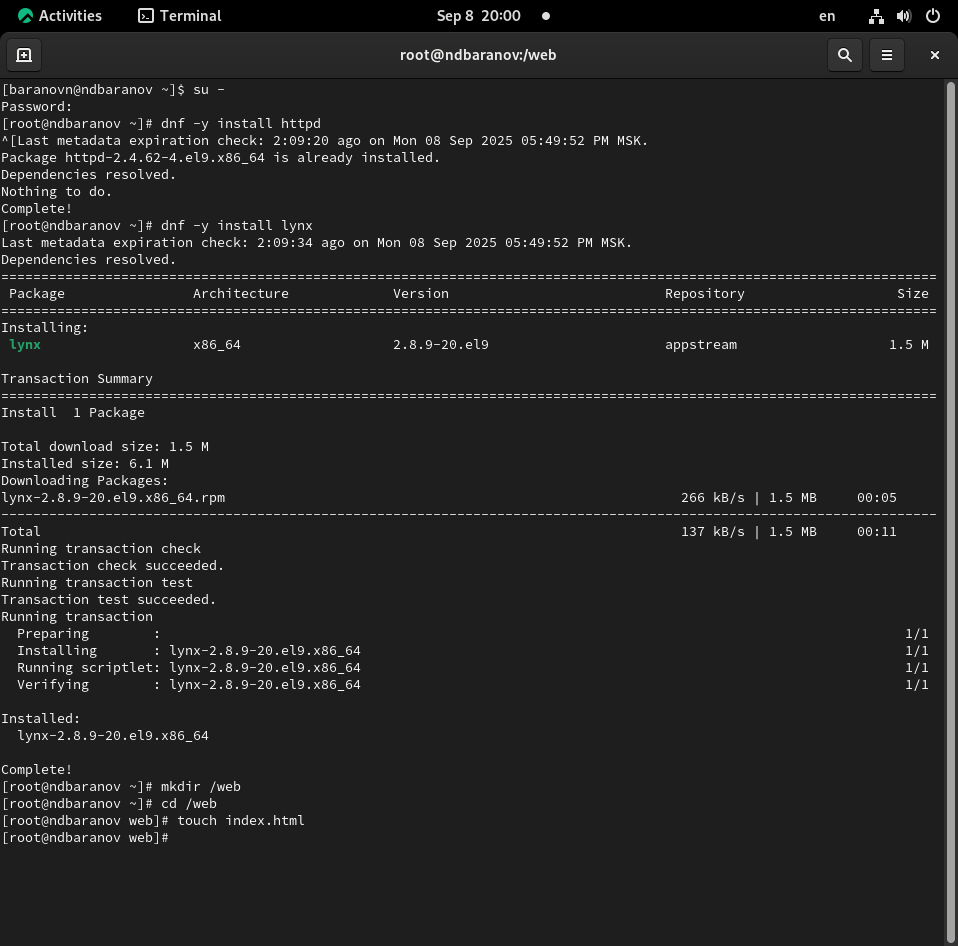 Activities Terminal Sep 8 20:00 en
root@ndbaranov:/web
[baranovn@ndbaranov ~]$ su -
Password:
[root@ndbaranov ~]# dnf -y install httpd
^[Last metadata expiration check: 2:09:20 ago on Mon 08 Sep 2025 05:49:52 PM MSK.
Package httpd-2.4.62-4.el9.x86_64 is already installed.
Dependencies resolved.
Nothing to do.
Complete!
[root@ndbaranov ~]# dnf -y install lynx
Last metadata expiration check: 2:09:34 ago on Mon 08 Sep 2025 05:49:52 PM MSK.
Dependencies resolved.
=====================================================================================================================
Package Architecture Version Repository Size
=====================================================================================================================
Installing:
lynx x86_64 2.8.9-20.el9 appstream 1.5 M
Transaction Summary
=====================================================================================================================
Install 1 Package
Total download size: 1.5 M
Installed size: 6.1 M
Downloading Packages:
lynx-2.8.9-20.el9.x86_64.rpm 266 kB/s | 1.5 MB 00:05
---------------------------------------------------------------------------------------------------------------------
Total 137 kB/s | 1.5 MB 00:11
Running transaction check
Transaction check succeeded.
Running transaction test
Transaction test succeeded.
Running transaction
Preparing : 1/1
Installing : lynx-2.8.9-20.el9.x86_64 1/1
Running scriptlet: lynx-2.8.9-20.el9.x86_64 1/1
Verifying : lynx-2.8.9-20.el9.x86_64 1/1
Installed:
lynx-2.8.9-20.el9.x86_64
Complete!
[root@ndbaranov ~]# mkdir /web
[root@ndbaranov ~]# cd /web
[root@ndbaranov web]# touch index.html
[root@ndbaranov web]#